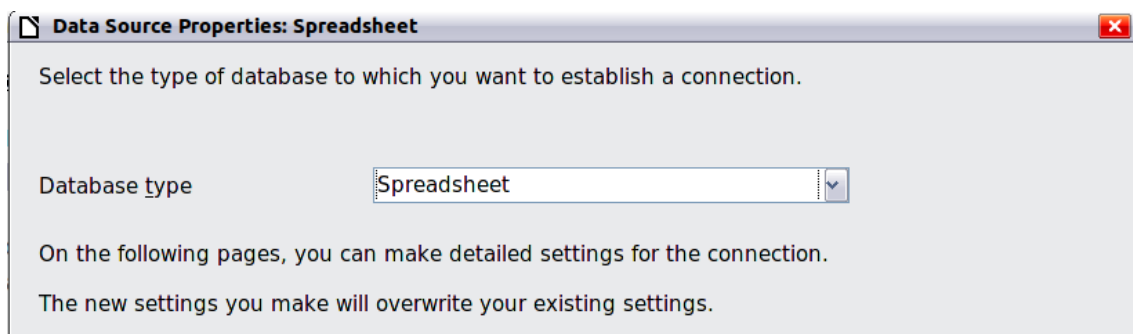 Data Source Properties: Spreadsheet
Select the type of database to which you want to establish a connection.
Database type
Spreadsheet
On the following pages, you can make detailed settings for the connection.
The new settings you make will overwrite your existing settings.